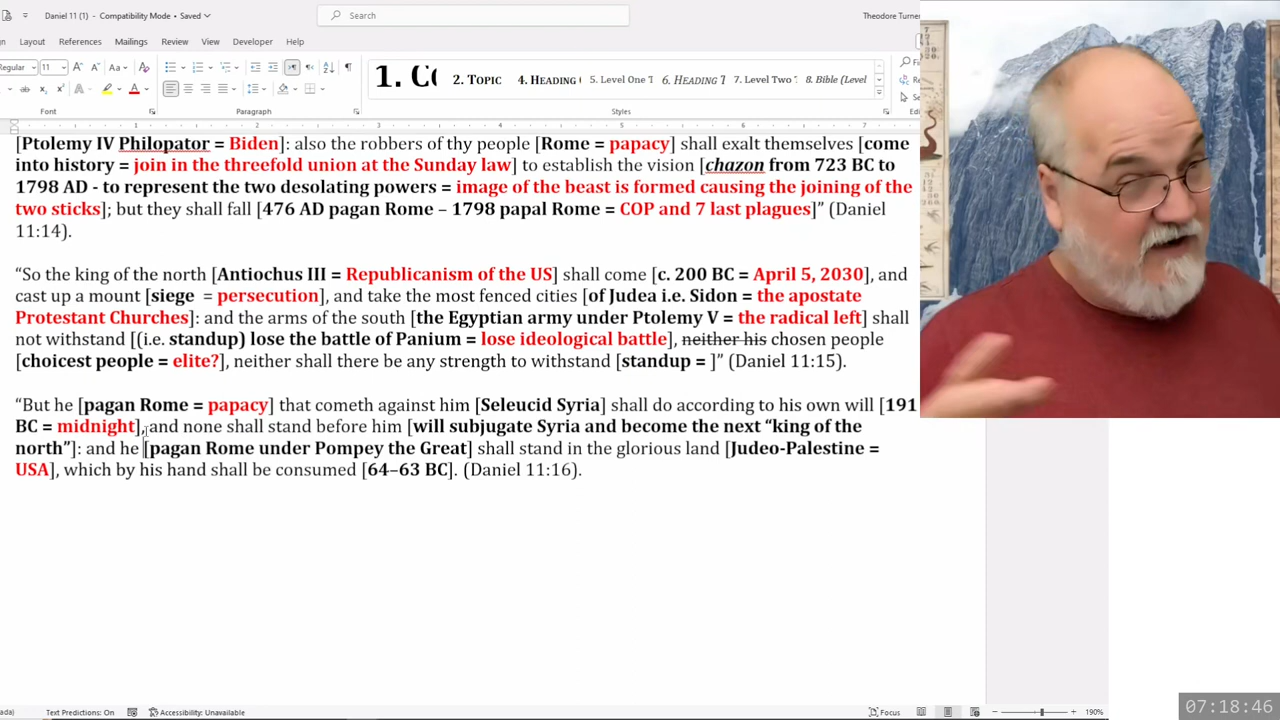 Daniel 11 (1) - Compatibility Mode • Saved
Search
Theodore Turner
Layout References Mailings Review View Developer Help
Regular 11 Aa
1. Co 2. Topic 4. Heading 5. Level One T 6. Heading T 7. Level Two 8. Bible (Level
Font Paragraph Styles
1 2 3 4 5 6 7
[Ptolemy IV Philopator = Biden]: also the robbers of thy people [Rome = papacy] shall exalt themselves [come
into history = join in the threefold union at the Sunday law] to establish the vision [chazon from 723 BC to
1798 AD - to represent the two desolating powers = image of the beast is formed causing the joining of the
two sticks]; but they shall fall [476 AD pagan Rome – 1798 papal Rome = COP and 7 last plagues]” (Daniel
11:14).
“So the king of the north [Antiochus III = Republicanism of the US] shall come [c. 200 BC = April 5, 2030], and
cast up a mount [siege = persecution], and take the most fenced cities [of Judea i.e. Sidon = the apostate
Protestant Churches]: and the arms of the south [the Egyptian army under Ptolemy V = the radical left] shall
not withstand [(i.e. standup) lose the battle of Panium = lose ideological battle], neither his chosen people
[choicest people = elite?], neither shall there be any strength to withstand [standup = ]” (Daniel 11:15).
“But he [pagan Rome = papacy] that cometh against him [Seleucid Syria] shall do according to his own will [191
BC = midnight], and none shall stand before him [will subjugate Syria and become the next “king of the
north”]: and he [pagan Rome under Pompey the Great] shall stand in the glorious land [Judeo-Palestine =
USA], which by his hand shall be consumed [64–63 BC]. (Daniel 11:16).
ada) Text Predictions: On Accessibility: Unavailable Focus 190%
07:18:46